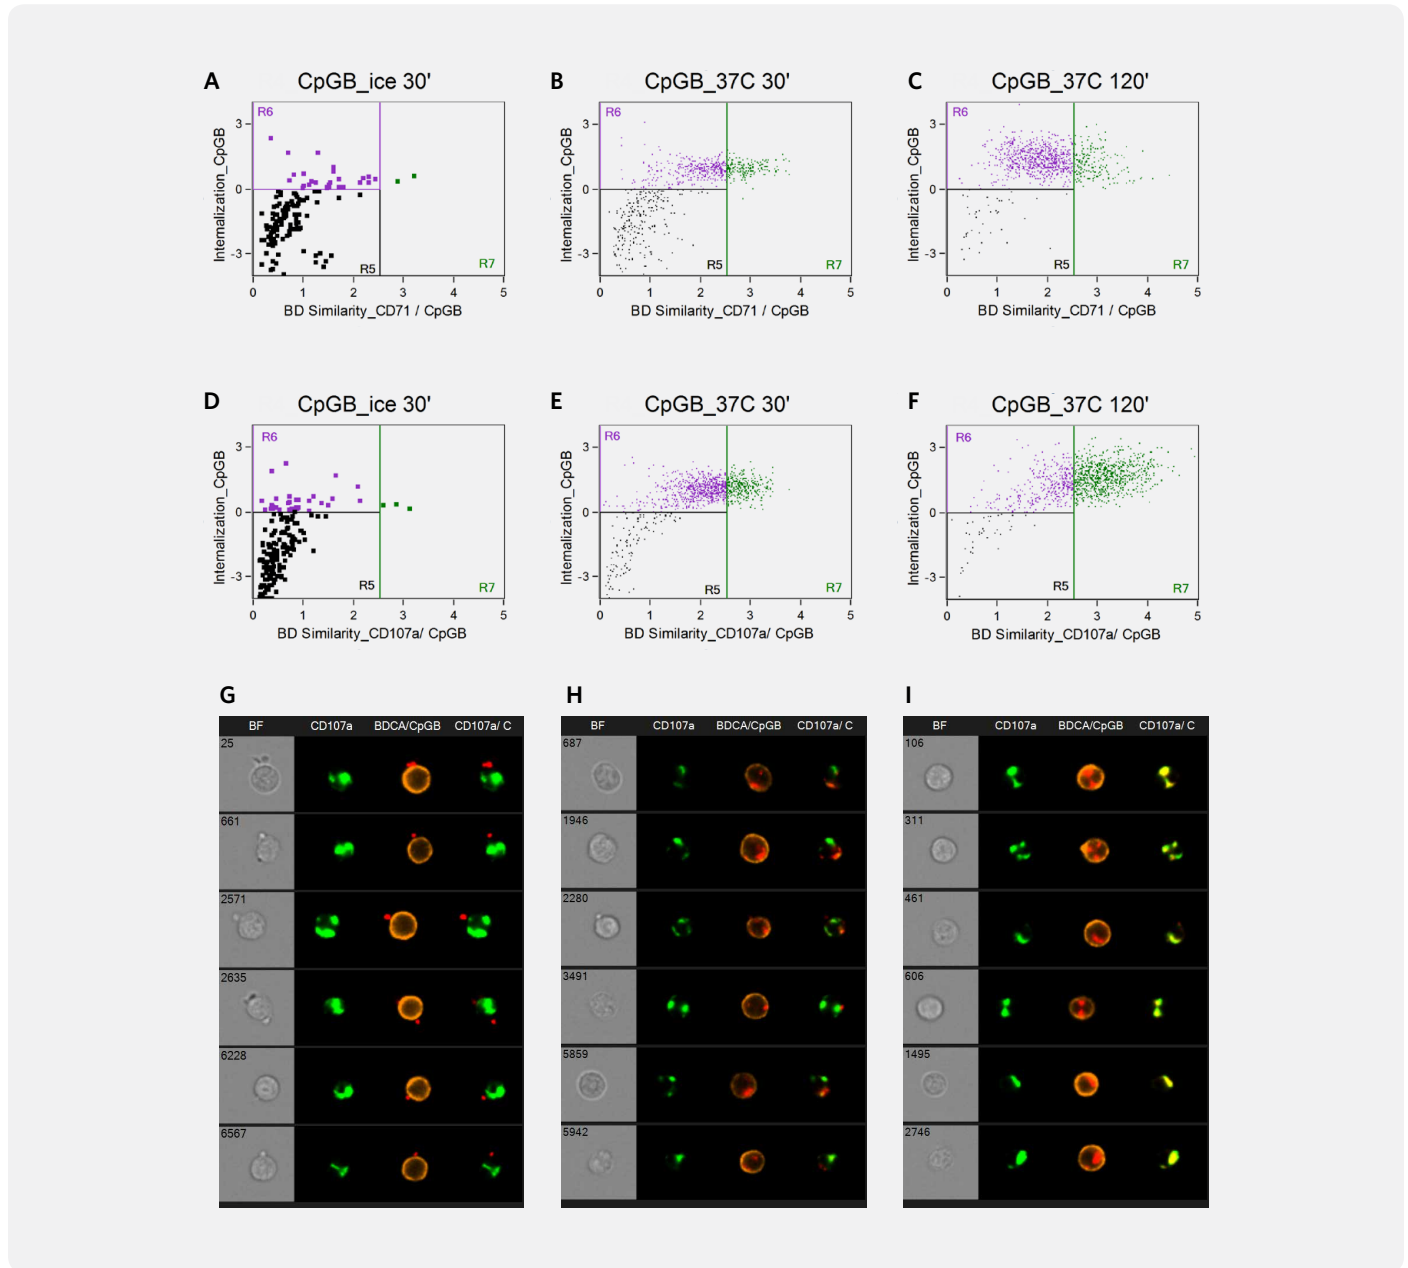 A
CpGB_ice 30'
Internalization_CpGB
3
0
-3
R6
R5
R7
0 1 2 3 4 5
BD Similarity_CD71 / CpGB
B
CpGB_37C 30'
Internalization_CpGB
3
0
-3
R6
R5
R7
0 1 2 3 4 5
BD Similarity_CD71 / CpGB
C
CpGB_37C 120'
Internalization_CpGB
3
0
-3
R6
R5
R7
0 1 2 3 4 5
BD Similarity_CD71 / CpGB
D
CpGB_ice 30'
Internalization_CpGB
3
0
-3
R6
R5
R7
0 1 2 3 4 5
BD Similarity_CD107a/ CpGB
E
CpGB_37C 30'
Internalization_CpGB
3
0
-3
R6
R5
R7
0 1 2 3 4 5
BD Similarity_CD107a/ CpGB
F
CpGB_37C 120'
Internalization_CpGB
3
0
-3
R6
R5
R7
0 1 2 3 4 5
BD Similarity_CD107a/ CpGB
G
BF CD107a BDCA/CpGB CD107a/ C
25
661
2571
2635
6228
6567
H
BF CD107a BDCA/CpGB CD107a/ C
687
1946
2280
3491
5859
5942
I
BF CD107a BDCA/CpGB CD107a/ C
106
311
461
606
1495
2746